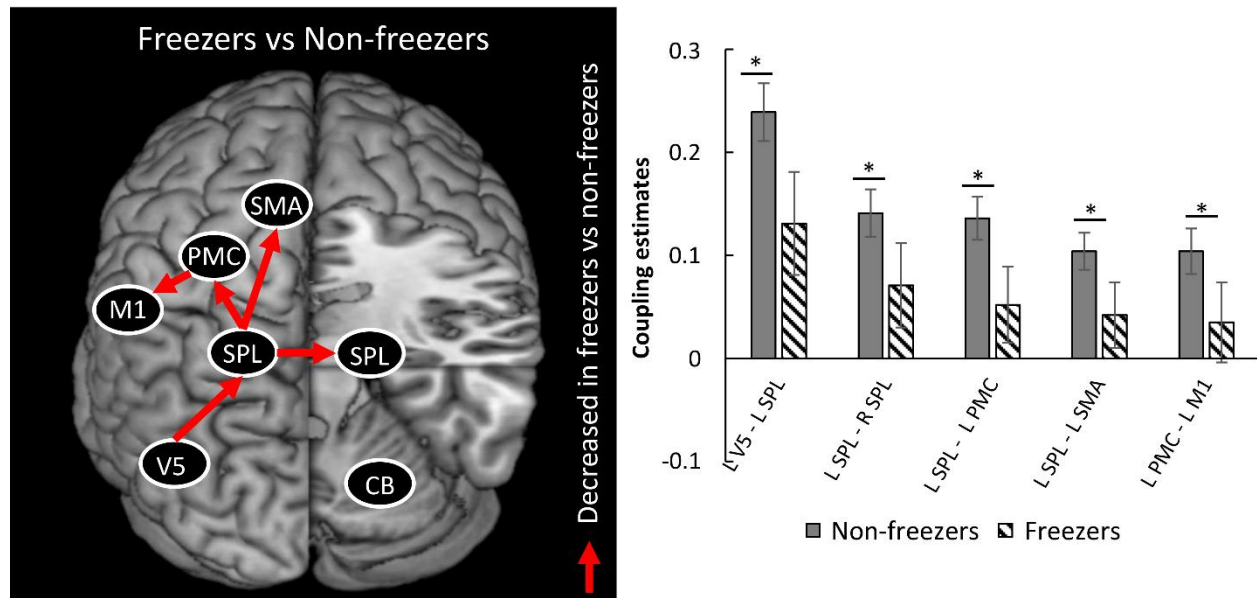 Freezers vs Non-freezers
SMA
PMC
M1
SPL
SPL
V5
CB
Decreased in freezers vs non-freezers
Coupling estimates
0.3
0.2
0.1
0
-0.1
*
*
*
*
*
L V5 - L SPL
L SPL - R SPL
L SPL - L PMC
L SPL - L SMA
L PMC - L M1
Non-freezers
Freezers